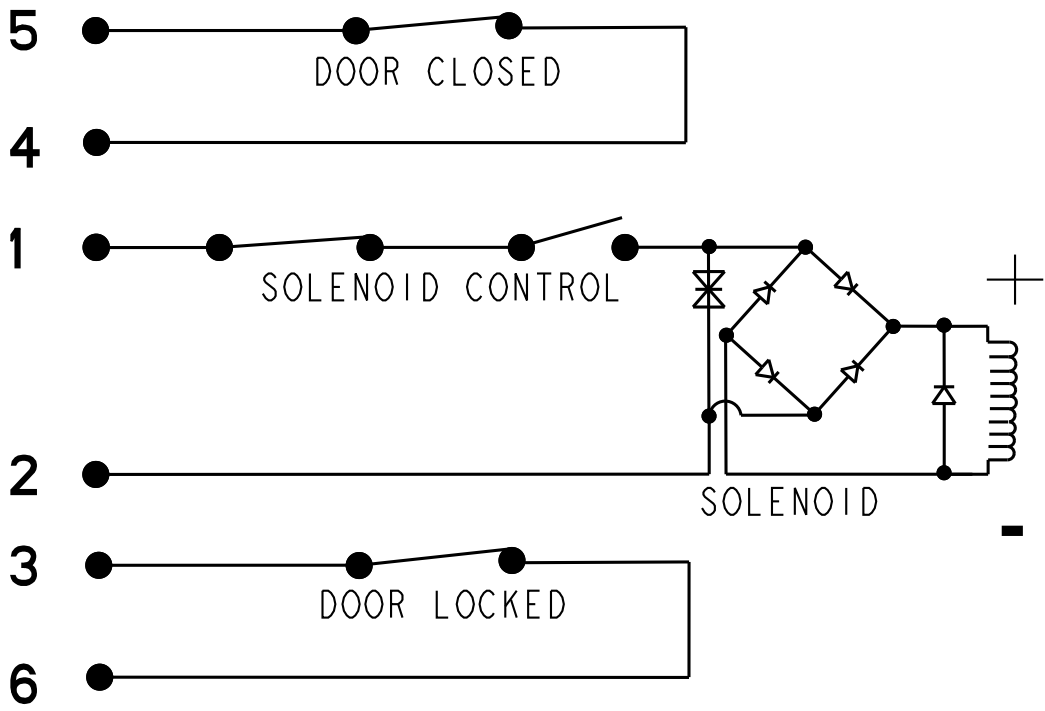 5
DOOR CLOSED
4
1
SOLENOID CONTROL
+
2
SOLENOID
-
3
DOOR LOCKED
6